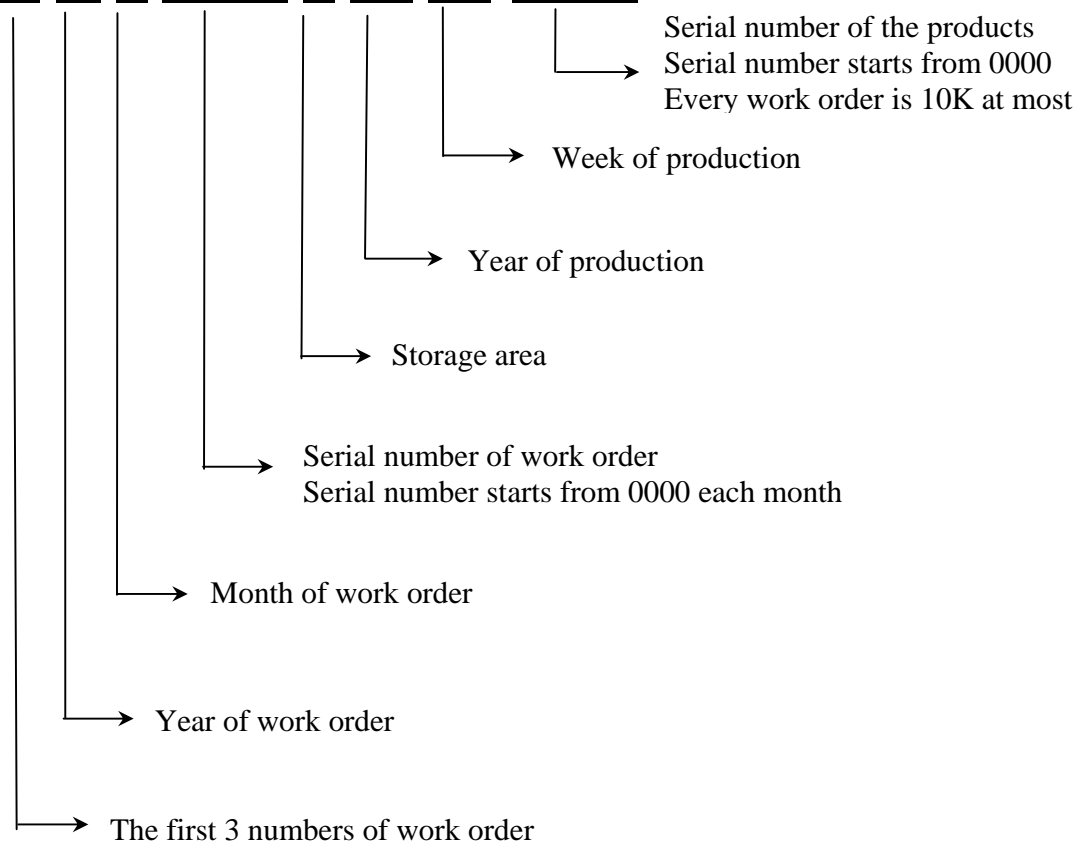 Serial number of the products
Serial number starts from 0000
Every work order is 10K at most
Week of production
Year of production
Storage area
Serial number of work order
Serial number starts from 0000 each month
Month of work order
Year of work order
The first 3 numbers of work order